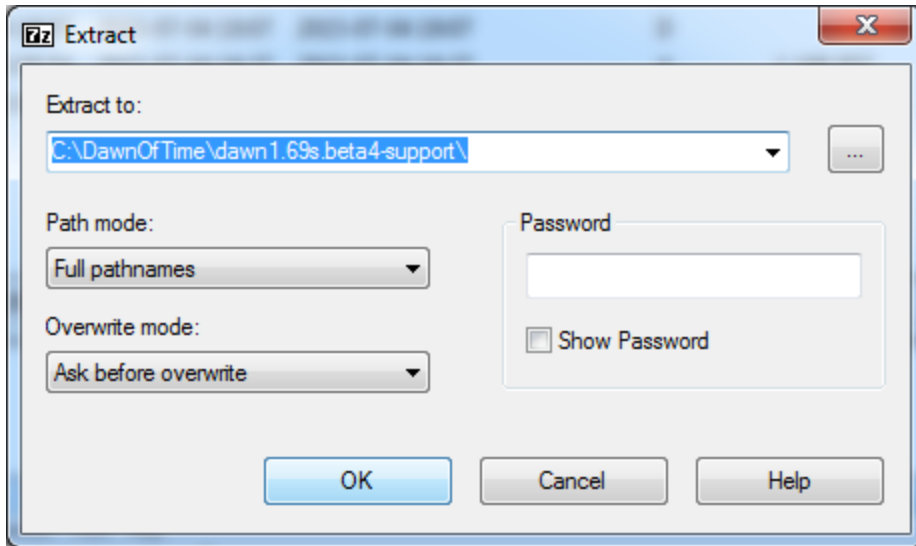 7z Extract
Extract to:
C:\DawnOfTime\dawn1.69s.beta4-support\
...
Path mode:
Full pathnames
Password
Overwrite mode:
Show Password
Ask before overwrite
OK
Cancel
Help